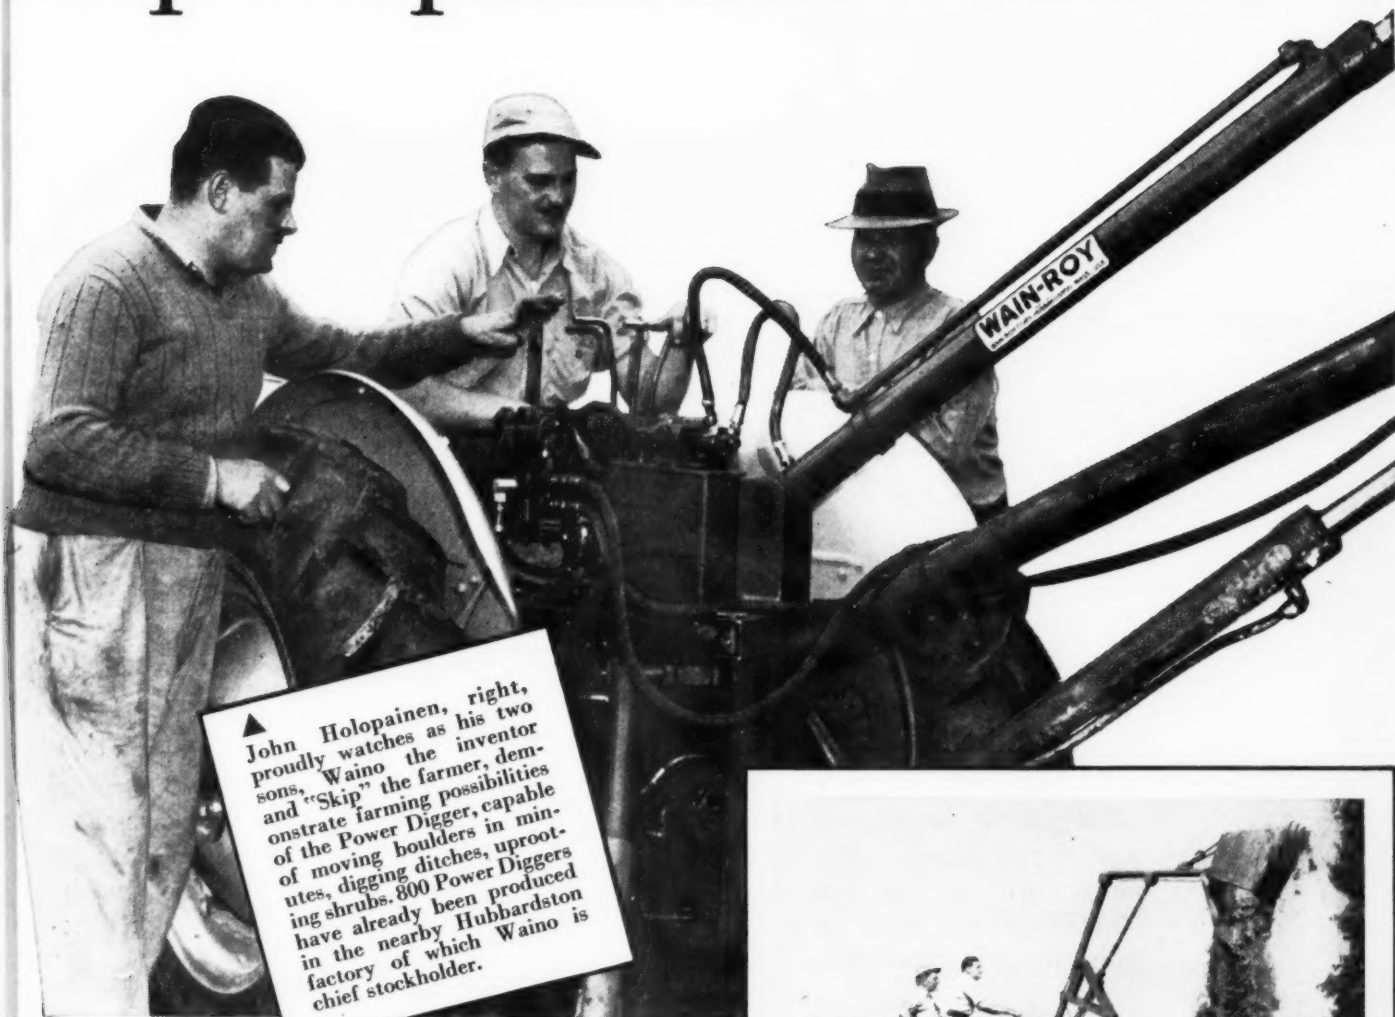 WAIN-ROY
John Holopainen, right,
proudly watches as his two
sons, Waino the inventor
and “Skip” the farmer, dem-
onstrate farming possibilities
of the Power Digger, capable
of moving boulders in min-
utes, digging ditches, uproot-
ing shrubs. 800 Power Diggers
have already been produced
in the nearby Hubbardston
factory of which Waino is
chief stockholder.